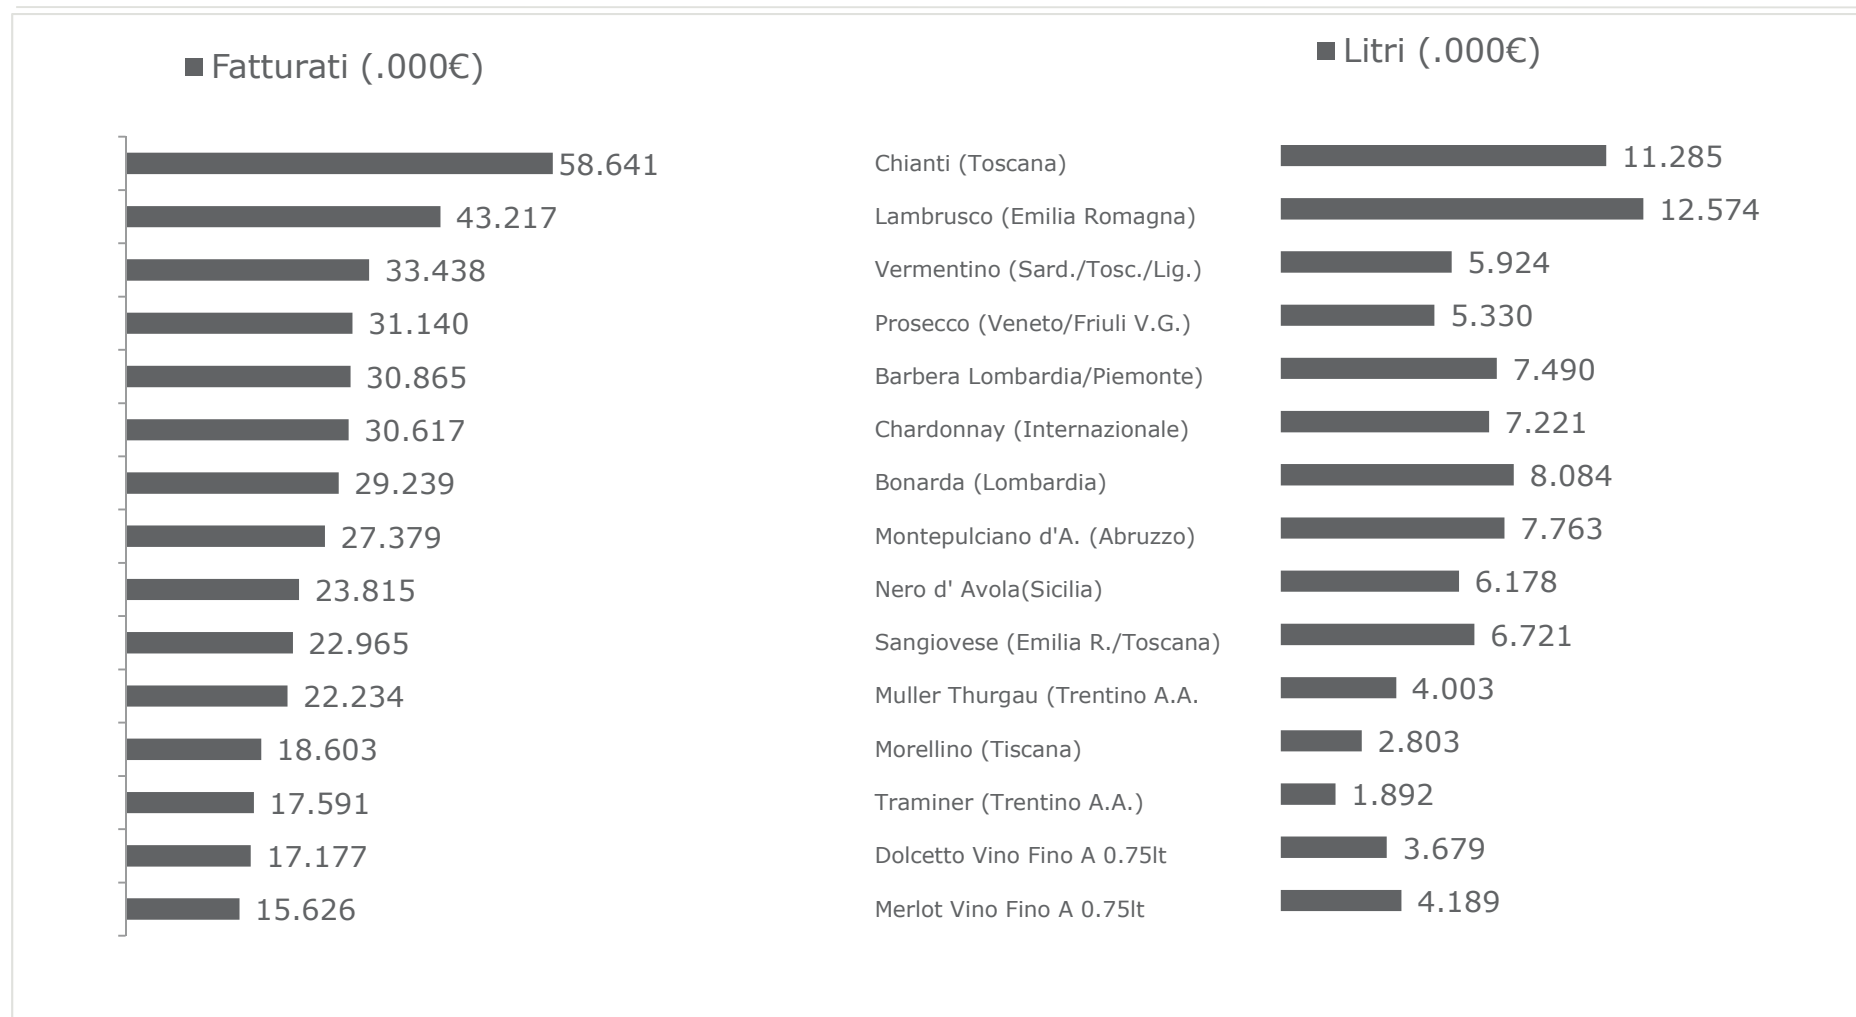 Fatturati (.000€)
Litri (.000€)
58.641 Chianti (Toscana) 11.285
43.217 Lambrusco (Emilia Romagna) 12.574
33.438 Vermentino (Sard./Tosc./Lig.) 5.924
31.140 Prosecco (Veneto/Friuli V.G.) 5.330
30.865 Barbera Lombardia/Piemonte) 7.490
30.617 Chardonnay (Internazionale) 7.221
29.239 Bonarda (Lombardia) 8.084
27.379 Montepulciano d'A. (Abruzzo) 7.763
23.815 Nero d' Avola(Sicilia) 6.178
22.965 Sangiovese (Emilia R./Toscana) 6.721
22.234 Muller Thurgau (Trentino A.A. 4.003
18.603 Morellino (Tiscana) 2.803
17.591 Traminer (Trentino A.A.) 1.892
17.177 Dolcetto Vino Fino A 0.75lt 3.679
15.626 Merlot Vino Fino A 0.75lt 4.189